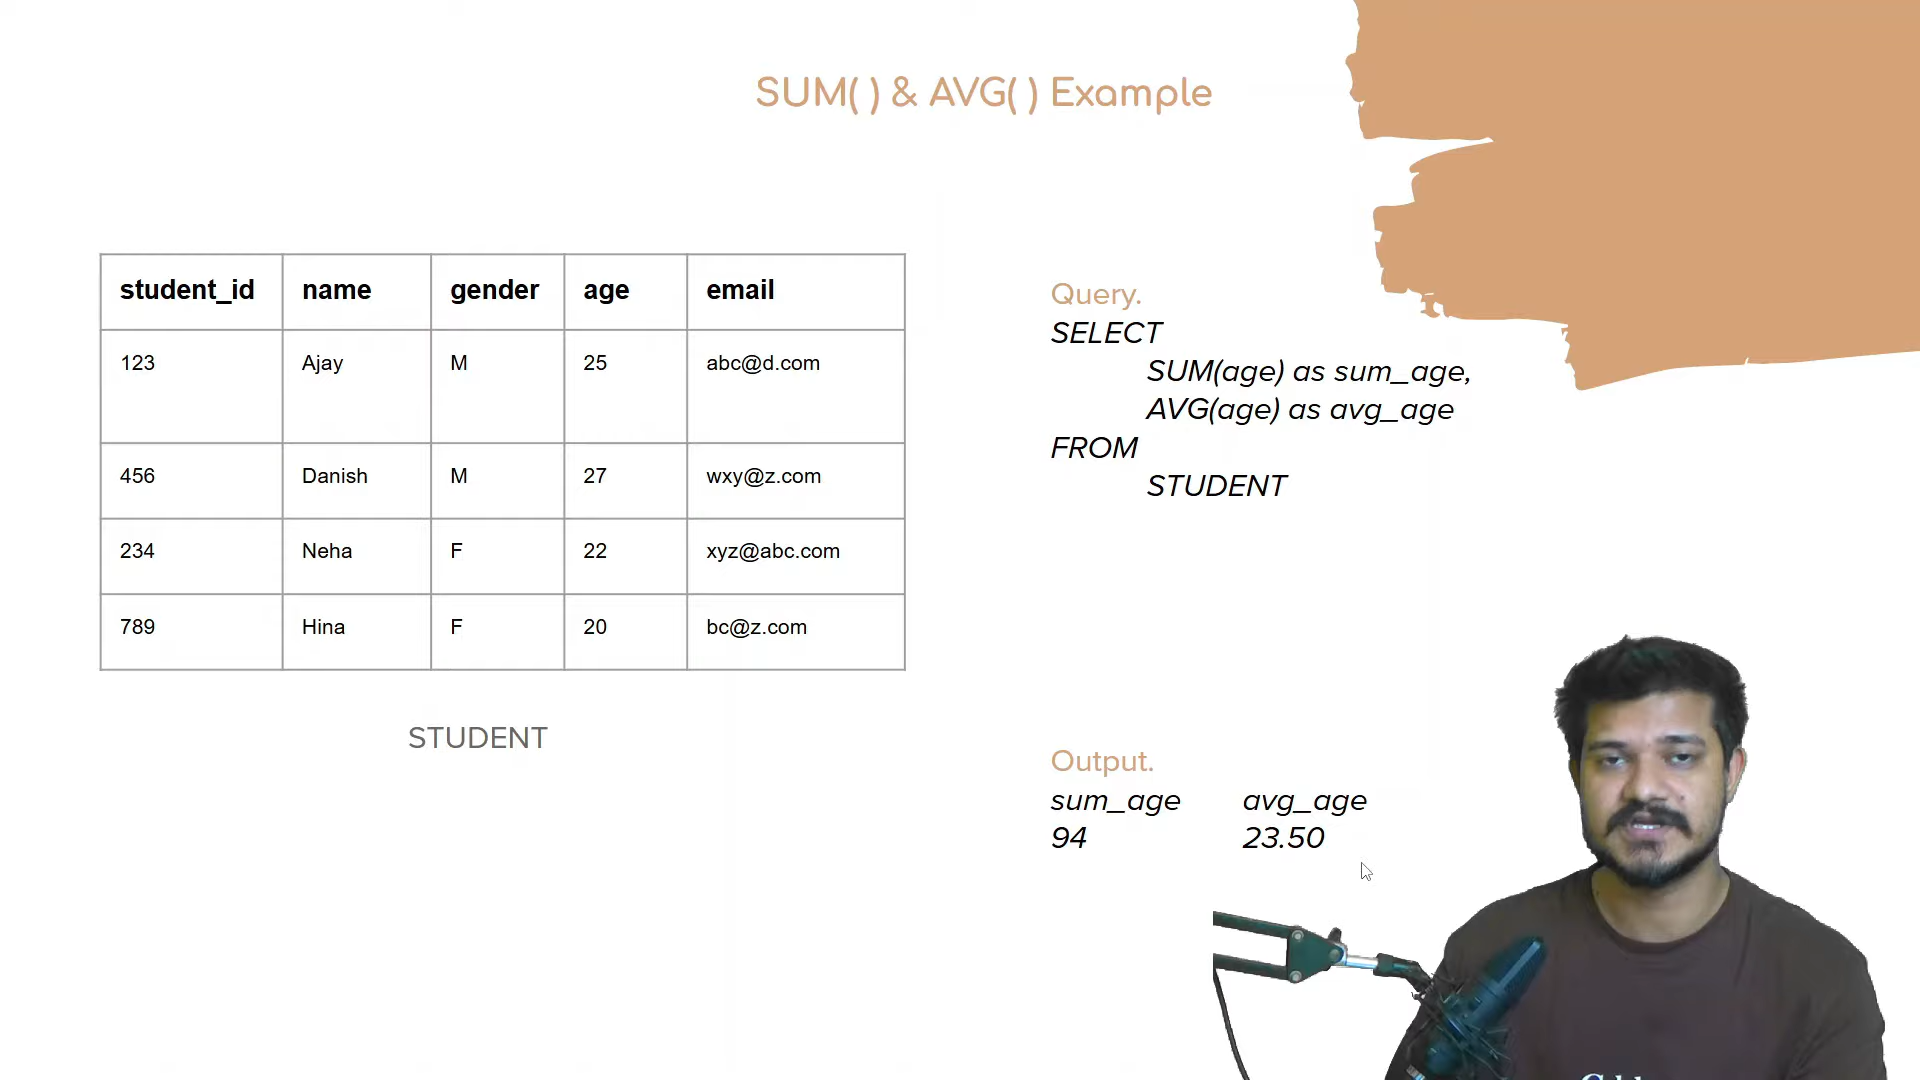 SUM( ) & AVG( ) Example
student_id name gender age email
123 Ajay M 25 abc@d.com
456 Danish M 27 wxy@z.com
234 Neha F 22 xyz@abc.com
789 Hina F 20 bc@z.com
STUDENT
Query.
SELECT
SUM(age) as sum_age,
AVG(age) as avg_age
FROM
STUDENT
Output.
sum_age avg_age
94 23.50